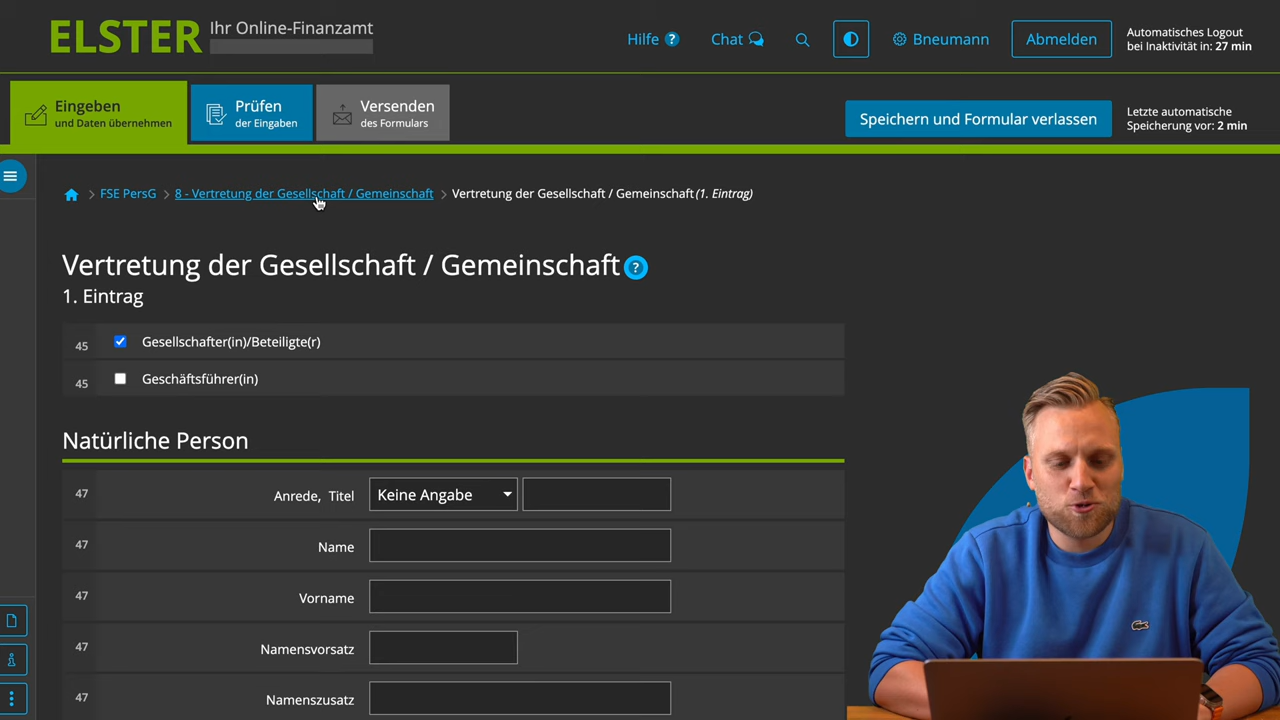 ELSTER
Ihr Online-Finanzamt
Hilfe ?
Chat
Bneumann
Abmelden
Automatisches Logout
bei Inaktivität in: 27 min
Eingeben
und Daten übernehmen
Prüfen
der Eingaben
Versenden
des Formulars
Speichern und Formular verlassen
Letzte automatische
Speicherung vor: 2 min
FSE PersG > 8 - Vertretung der Gesellschaft / Gemeinschaft > Vertretung der Gesellschaft / Gemeinschaft (1. Eintrag)
Vertretung der Gesellschaft / Gemeinschaft ?
1. Eintrag
45 Gesellschafter(in)/Beteiligte(r)
45 Geschäftsführer(in)
Natürliche Person
47 Anrede, Titel Keine Angabe
47 Name
47 Vorname
47 Namensvorsatz
47 Namenszusatz